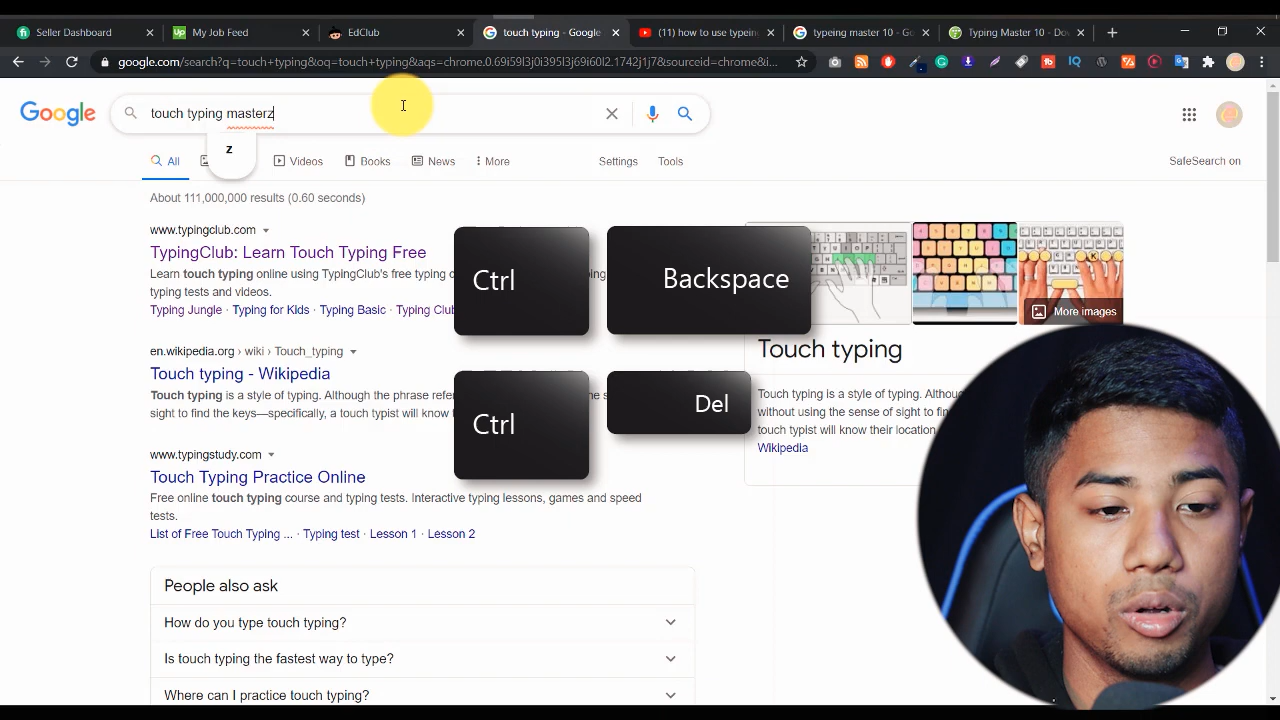 Seller Dashboard
My Job Feed
EdClub
touch typing - Google
(11) how to use typein
typeing master 10 - Go
Typing Master 10 - Do
google.com/search?q=touch+typing&oq=touch+typing&aqs=chrome.0.69i59l3j0i395l3j69i60l2.1742j1j7&sourceid=chrome&i...
Google
touch typing masterz
z
All
Videos
Books
News
More
Settings
Tools
SafeSearch on
About 111,000,000 results (0.60 seconds)
www.typingclub.com
TypingClub: Learn Touch Typing Free
Learn touch typing online using TypingClub's free typing
typing tests and videos.
Typing Jungle · Typing for Kids · Typing Basic · Typing Club
Ctrl
Backspace
Ctrl
Del
More images
en.wikipedia.org › wiki › Touch_typing
Touch typing - Wikipedia
Touch typing is a style of typing. Although the phrase
sight to find the keys—specifically, a touch typist will know
Touch typing
Touch typing is a style of typing.
without using the sense of sight to
touch typist will know their location
Wikipedia
www.typingstudy.com
Touch Typing Practice Online
Free online touch typing course and typing tests. Interactive typing lessons, games and speed
tests.
List of Free Touch Typing ... · Typing test · Lesson 1 · Lesson 2
People also ask
How do you type touch typing?
Is touch typing the fastest way to type?
Where can I practice touch typing?